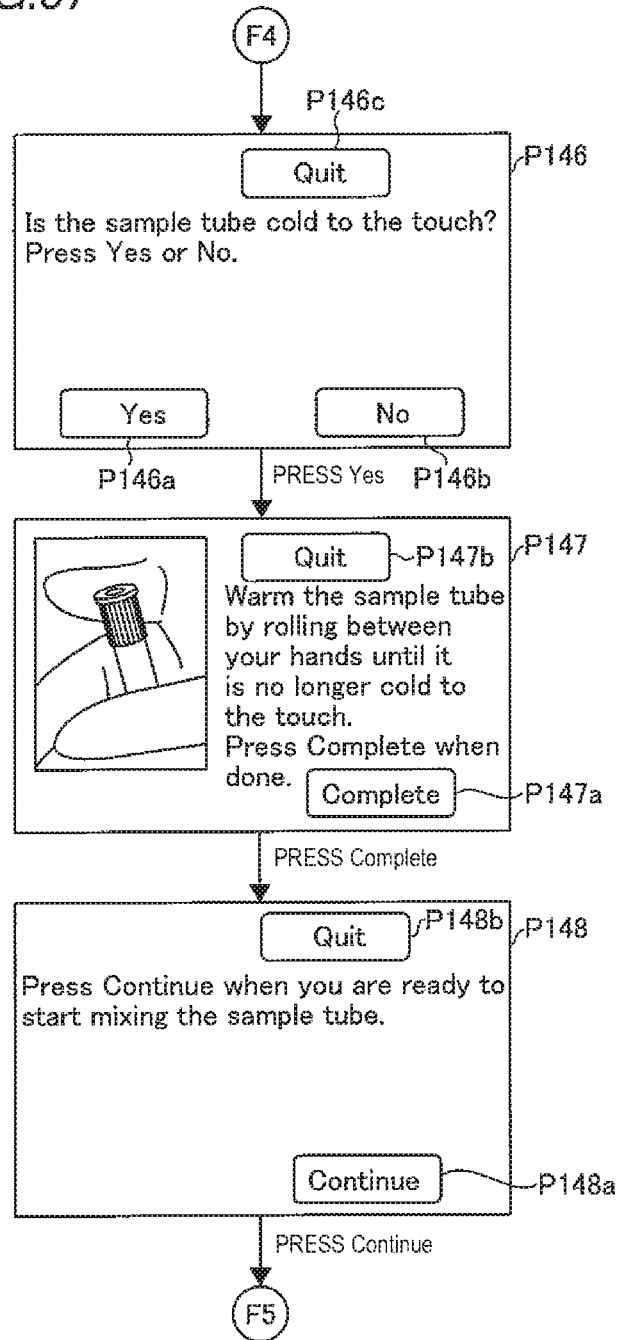 F4
P146c
Quit
P146
Is the sample tube cold to the touch?
Press Yes or No.
Yes
No
P146a
PRESS Yes
P146b
Quit
P147b
P147
Warm the sample tube
by rolling between
your hands until it
is no longer cold to
the touch.
Press Complete when
done.
Complete
P147a
PRESS Complete
Quit
P148b
P148
Press Continue when you are ready to
start mixing the sample tube.
Continue
P148a
PRESS Continue
F5